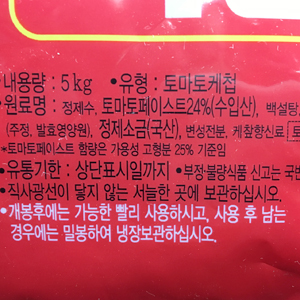 내용량 : 5kg •유형 : 토마토케첩
•원료명 : 정제수, 토마토페이스트24%(수입산), 백설탕
(주정, 발효영양원), 정제소금(국산), 변성전분, 케찹향시료
*토마토페이스트 함량은 가용성 고형분 25% 기준임
•유통기한 : 상단표시일까지 •부정·불량식품 신고는 국번
•직사광선이 닿지 않는 서늘한 곳에 보관하십시오.
•개봉후에는 가능한 빨리 사용하시고, 사용 후 남는
경우에는 밀봉하여 냉장보관하십시오.